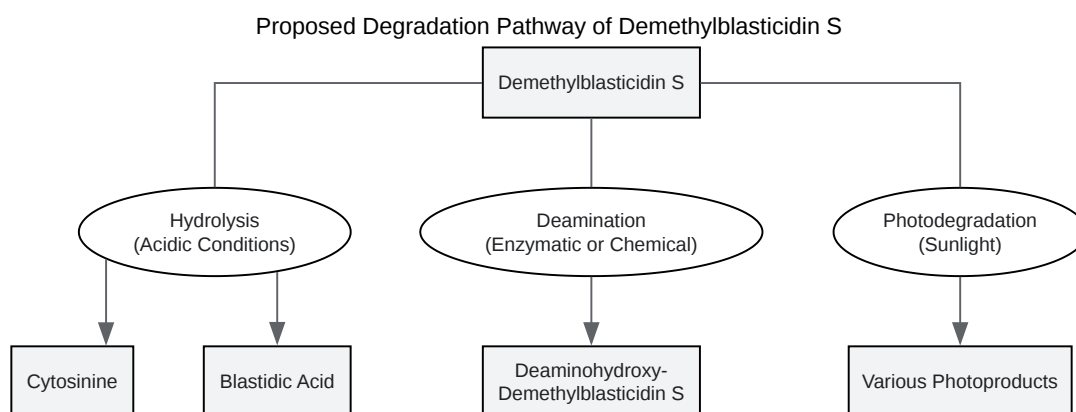 Proposed Degradation Pathway of Demethylblasticidin S
Demethylblasticidin S
Hydrolysis
(Acidic Conditions)
Deamination
(Enzymatic or Chemical)
Photodegradation
(Sunlight)
Cytosinine
Blastidic Acid
Deaminohydroxy-
Demethylblasticidin S
Various Photoproducts